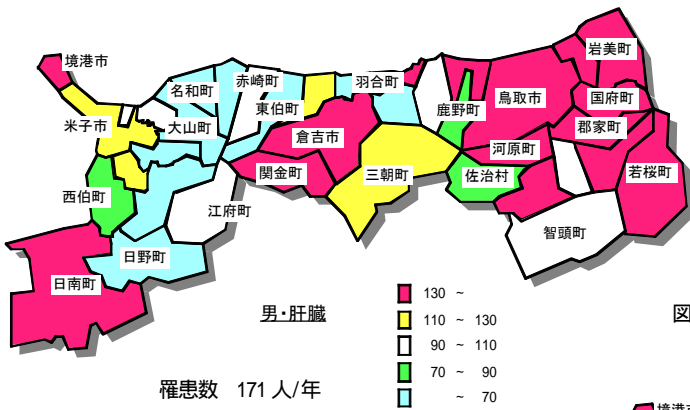 境港市
岩美町
名和町
赤崎町
羽合町
鳥取市
国府町
米子市
大山町
東伯町
鹿野町
郡家町
倉吉市
河原町
関金町
三朝町
佐治村
若桜町
西伯町
江府町
智頭町
日野町
日南町
男・肝臓
130 ~
110 ~ 130
90 ~ 110
70 ~ 90
~ 70
図
罹患数 171 人/年
境港市